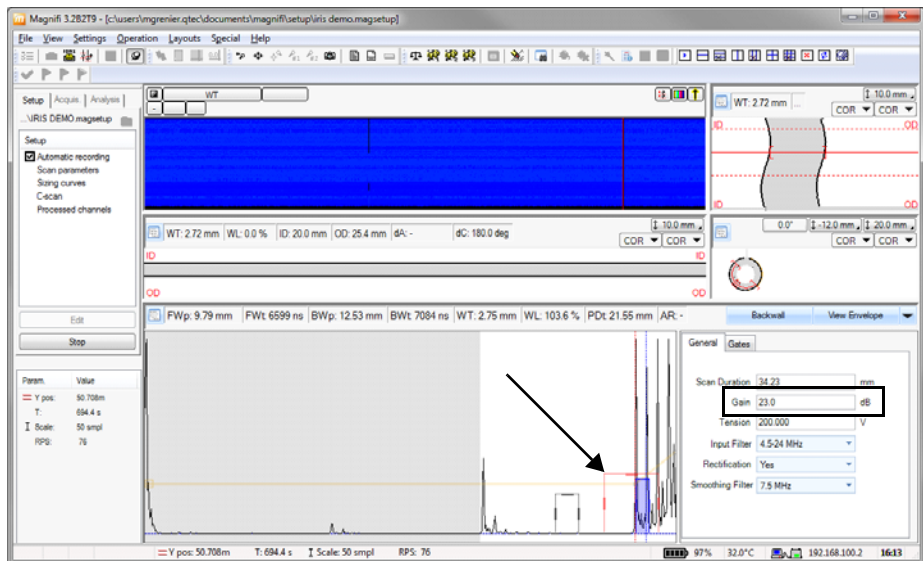 Magnifi 3.2B2T9 - [c:\users\mgrenier.qtec\documents\magnifi\setup\iris demo.magsetup]
File View Settings Operation Layouts Special Help
Setup Acquis. Analysis
...\IRIS DEMO.magsetup
Setup
Automatic recording
Scan parameters
Sizing curves
C-scan
Processed channels
Edit
Stop
Param. Value
Y pos: 50.708m
T: 694.4 s
Scale: 50 smpl
RPS: 76
WT
-
WT: 2.72 mm ... 10.0 mm
COR COR
ID OD
ID OD
WT: 2.72 mm WL: 0.0 % ID: 20.0 mm OD: 25.4 mm dA: - dC: 180.0 deg 10.0 mm
COR COR
ID ID
OD OD
0.0° -12.0 mm 20.0 mm
COR COR
FWp: 9.79 mm FWt: 6599 ns BWp: 12.53 mm BWt: 7084 ns WT: 2.75 mm WL: 103.6 % PDt: 21.55 mm AR: -
Backwall View Envelope
General Gates
Scan Duration 34.23 mm
Gain 23.0 dB
Tension 200.000 V
Input Filter 4.5-24 MHz
Rectification Yes
Smoothing Filter 7.5 MHz
Y pos: 50.708m T: 694.4 s Scale: 50 smpl RPS: 76 97% 32.0°C 192.168.100.2 16:13